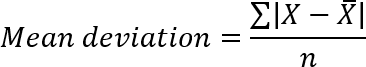 Mean deviation = ∑|X − X̄| / n